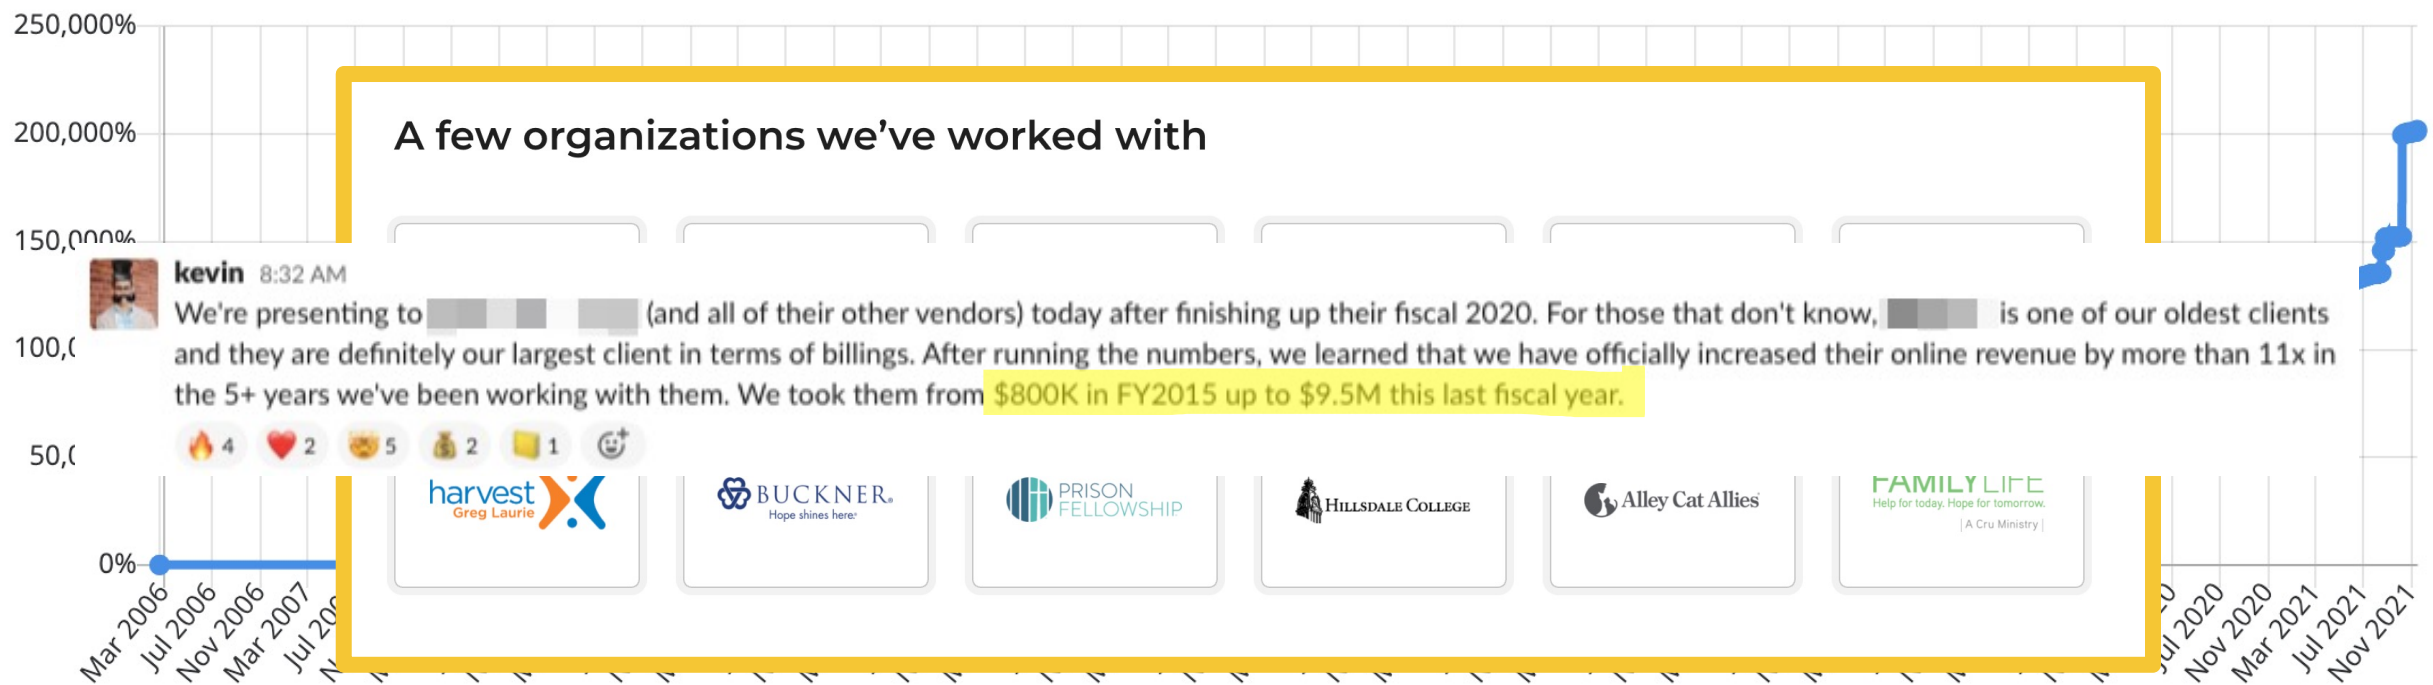 250,000%
200,000%
A few organizations we've worked with
150,000%
kevin 8:32 AM
We're presenting to (and all of their other vendors) today after finishing up their fiscal 2020. For those that don't know, is one of our oldest clients
and they are definitely our largest client in terms of billings. After running the numbers, we learned that we have officially increased their online revenue by more than 11x in
the 5+ years we've been working with them. We took them from $800K in FY2015 up to $9.5M this last fiscal year.
4 2 5 2 1
harvest
Greg Laurie
BUCKNER.
Hope shines here.
PRISON
FELLOWSHIP
HILLSDALE COLLEGE
Alley Cat Allies
FAMILYLIFE
Help for today. Hope for tomorrow.
| A Cru Ministry |
0%
Mar 2006
Jul 2006
Nov 2006
Mar 2007
Jul 2020
Nov 2020
Mar 2021
Jul 2021
Nov 2021